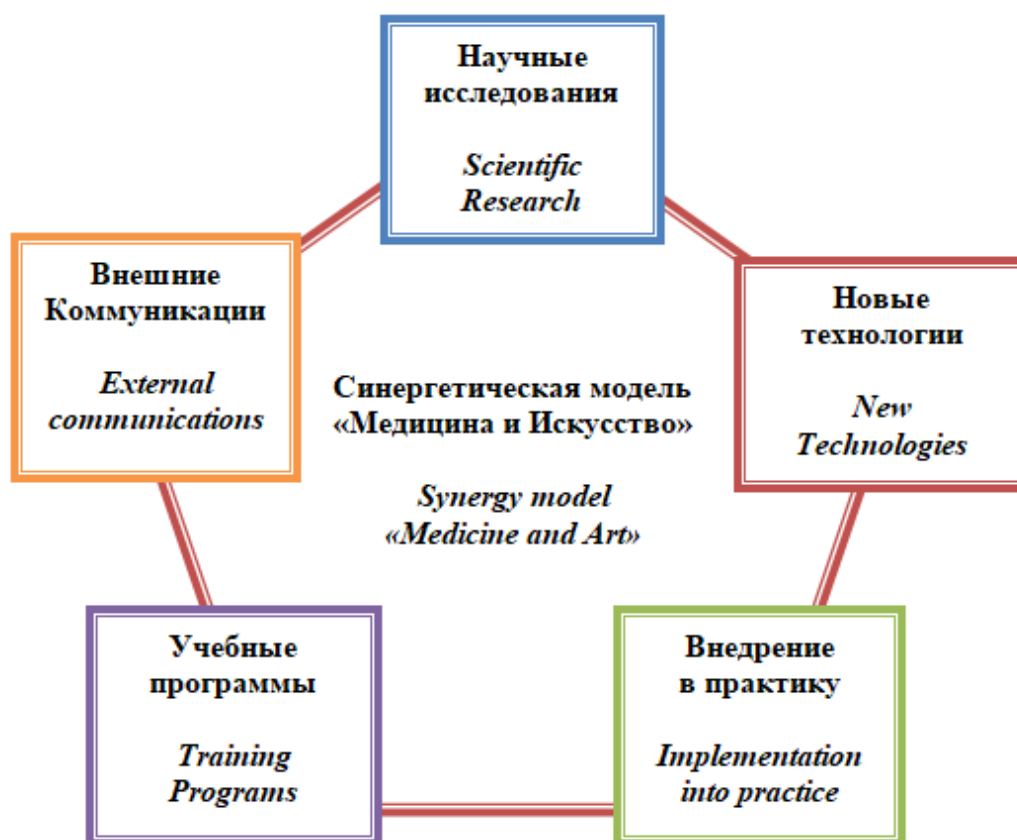 Научные
исследования
Scientific
Research
Внешние
Коммуникации
External
communications
Новые
технологии
New
Technologies
Синергетическая модель
«Медицина и Искусство»
Synergy model
«Medicine and Art»
Учебные
программы
Training
Programs
Внедрение
в практику
Implementation
into practice